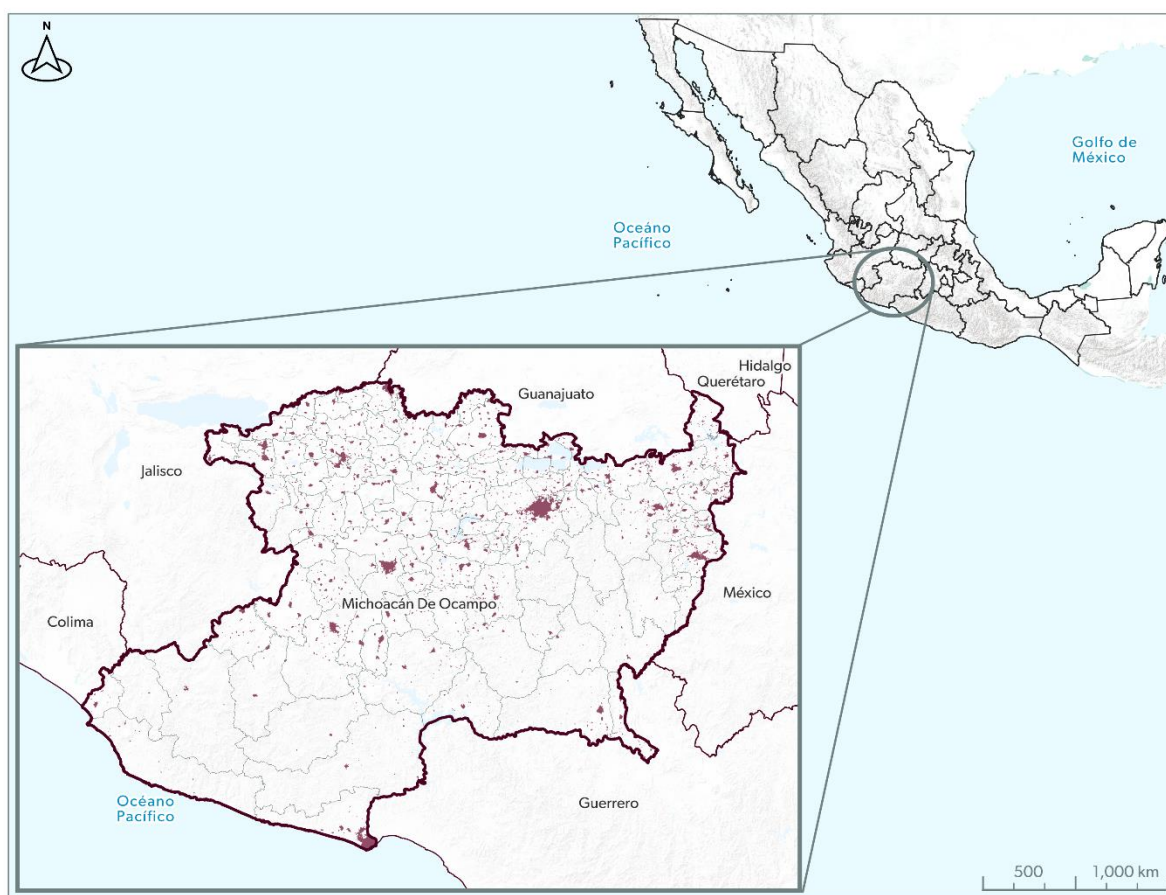 N
Golfo de
México
Oceáno
Pacífico
Hidalgo
Querétaro
Guanajuato
Jalisco
México
Michoacán De Ocampo
Colima
Océano
Pacífico
Guerrero
500
1,000 km